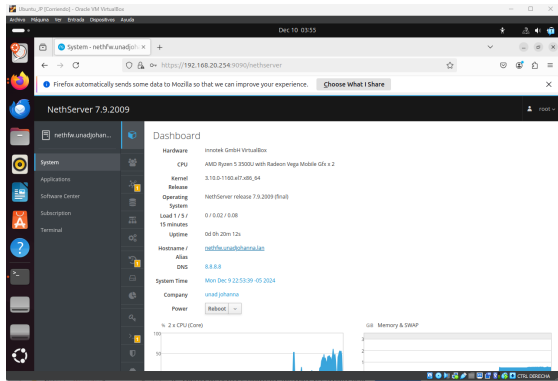 Ubuntu_JP [Corriendo] - Oracle VM VirtualBox
Archivo Máquina Ver Entrada Dispositivos Ayuda
Dec 10 03:55
System - nethfw.unadjoh
https://192.168.20.254:9090/nethserver
Firefox automatically sends some data to Mozilla so that we can improve your experience. Choose What I Share
NethServer 7.9.2009
root
nethfw.unadjohan...
Dashboard
Hardware innotek GmbH VirtualBox
CPU AMD Ryzen 5 3500U with Radeon Vega Mobile Gfx x 2
System
Applications
Software Center
Subscription
Terminal
Kernel Release 3.10.0-1160.el7.x86_64
Operating System NethServer release 7.9.2009 (final)
Load 1 / 5 / 15 minutes 0 / 0.02 / 0.08
Uptime 0d 0h 20m 12s
Hostname / Alias nethfw.unadjohanna.lan
DNS 8.8.8.8
System Time Mon Dec 9 22:53:39 -05 2024
Company unad johanna
Power Reboot
% 2 x CPU (Core)
100
50
GiB Memory & SWAP
3
2
CTRL DERECHA